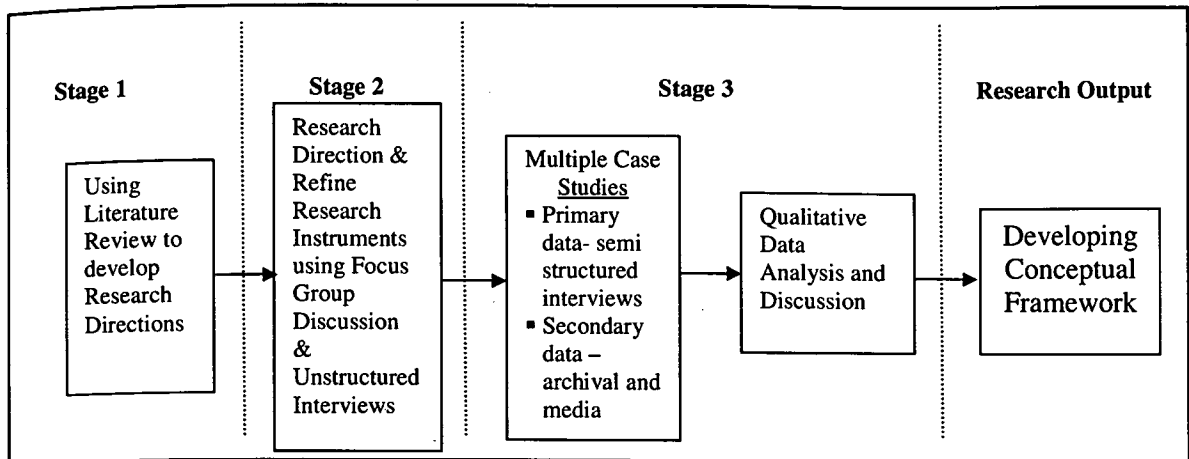 Stage 1
Using
Literature
Review to
develop
Research
Directions
Stage 2
Research
Direction &
Refine
Research
Instruments
using Focus
Group
Discussion
&
Unstructured
Interviews
Stage 3
Multiple Case
Studies
▪ Primary
data- semi
structured
interviews
▪ Secondary
data –
archival and
media
Qualitative
Data
Analysis and
Discussion
Research Output
Developing
Conceptual
Framework